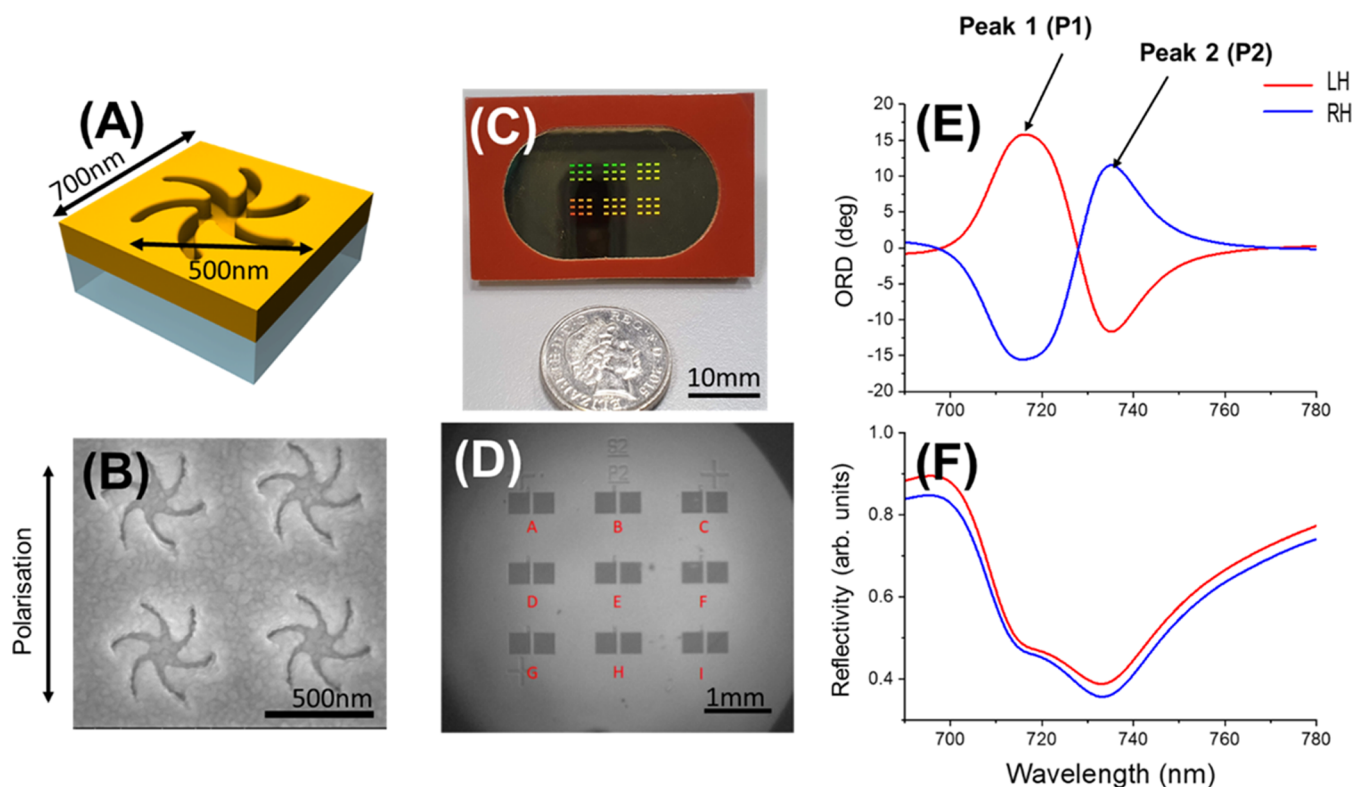 (A)
700nm
500nm
(B)
Polarisation
500nm
(C)
REG·F·D·2015
10mm
(D)
P2
A
B
C
D
E
F
G
H
I
1mm
Peak 1 (P1)
Peak 2 (P2)
LH
RH
(E)
ORD (deg)
20
15
10
5
0
-5
-10
-15
-20
700
720
740
760
780
(F)
Reflectivity (arb. units)
1.0
0.8
0.6
0.4
700
720
740
760
780
Wavelength (nm)